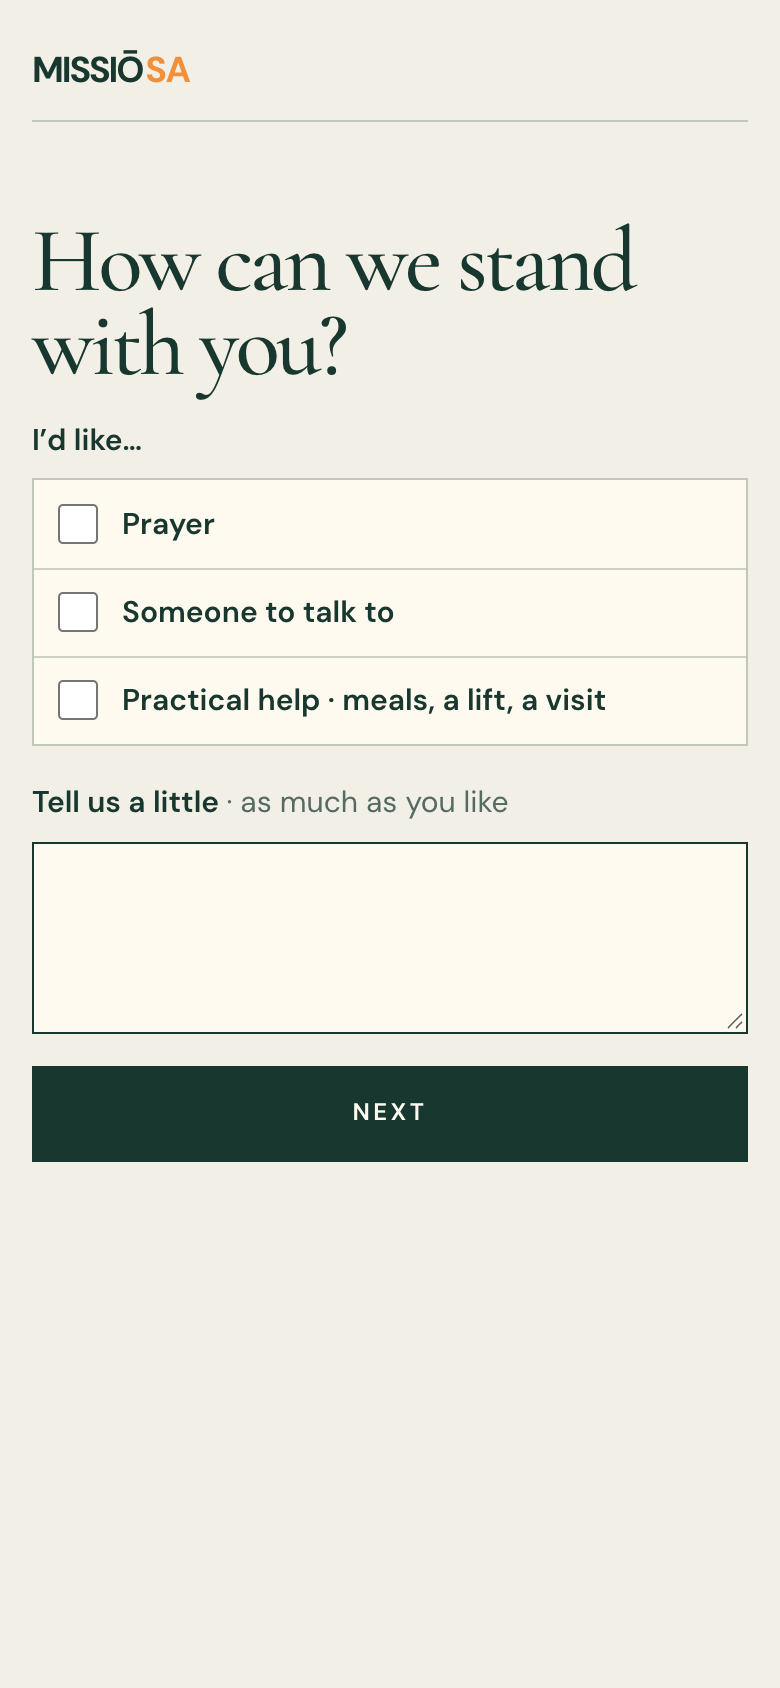 MISSIŌSA
How can we stand
with you?
I’d like…
Prayer
Someone to talk to
Practical help · meals, a lift, a visit
Tell us a little · as much as you like
NEXT